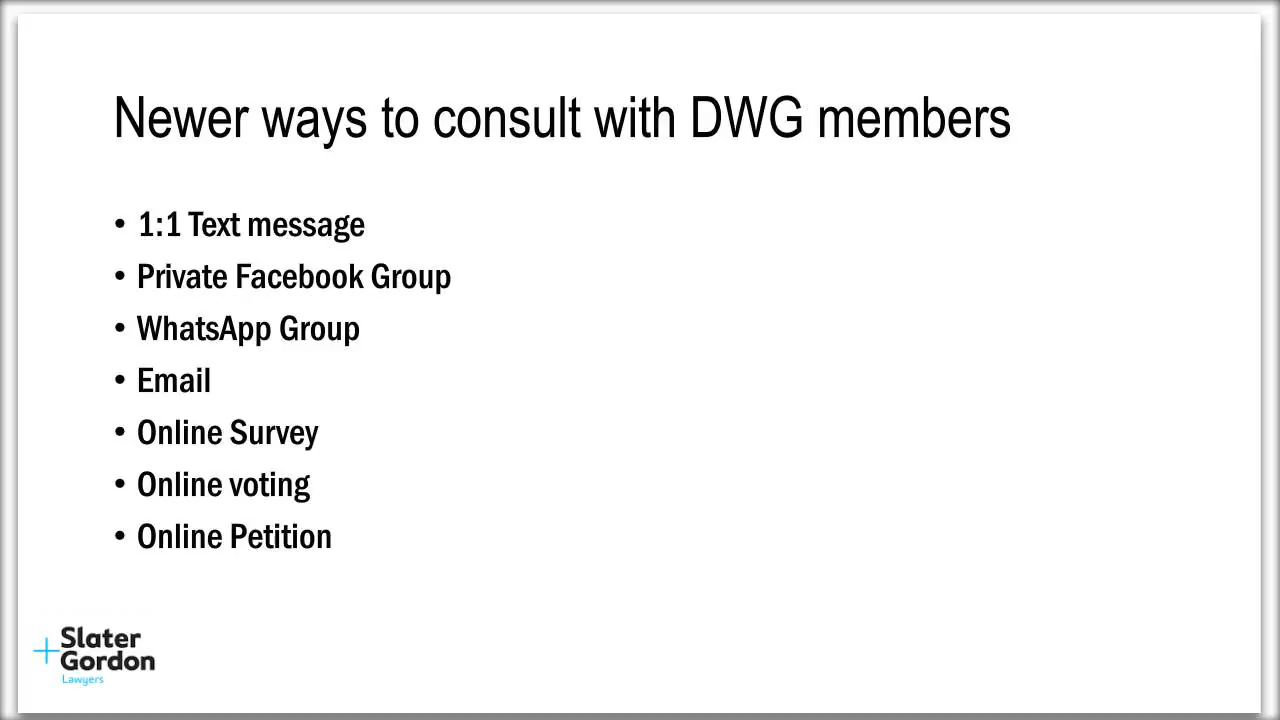 Newer ways to consult with DWG members
• 1:1 Text message
• Private Facebook Group
• WhatsApp Group
• Email
• Online Survey
• Online voting
• Online Petition
Slater
Gordon
Lawyers